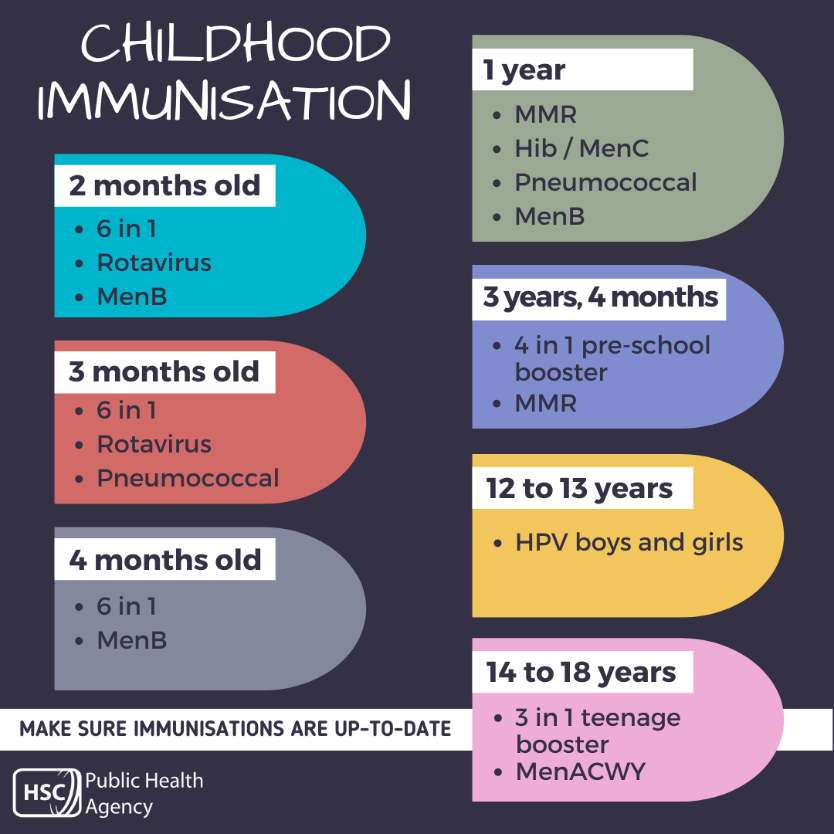 CHILDHOOD
IMMUNISATION
2 months old
• 6 in 1
• Rotavirus
• MenB
3 months old
• 6 in 1
• Rotavirus
• Pneumococcal
4 months old
• 6 in 1
• MenB
1 year
• MMR
• Hib / MenC
• Pneumococcal
• MenB
3 years, 4 months
• 4 in 1 pre-school
booster
• MMR
12 to 13 years
• HPV boys and girls
14 to 18 years
• 3 in 1 teenage
booster
• MenACWY
MAKE SURE IMMUNISATIONS ARE UP-TO-DATE
HSC Public Health
Agency